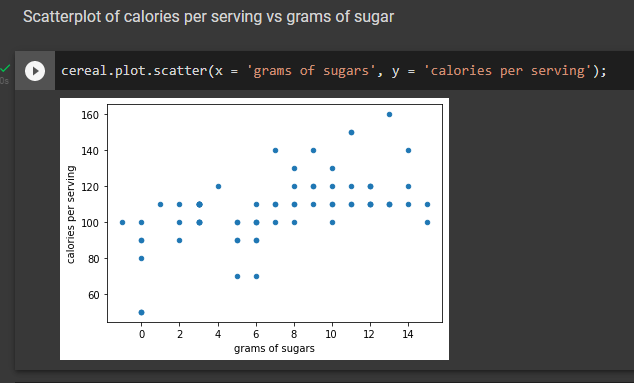 Scatterplot of calories per serving vs grams of sugar
0s
cereal.plot.scatter(x = 'grams of sugars', y = 'calories per serving');
160
140
120
100
80
60
calories per serving
0 2 4 6 8 10 12 14
grams of sugars